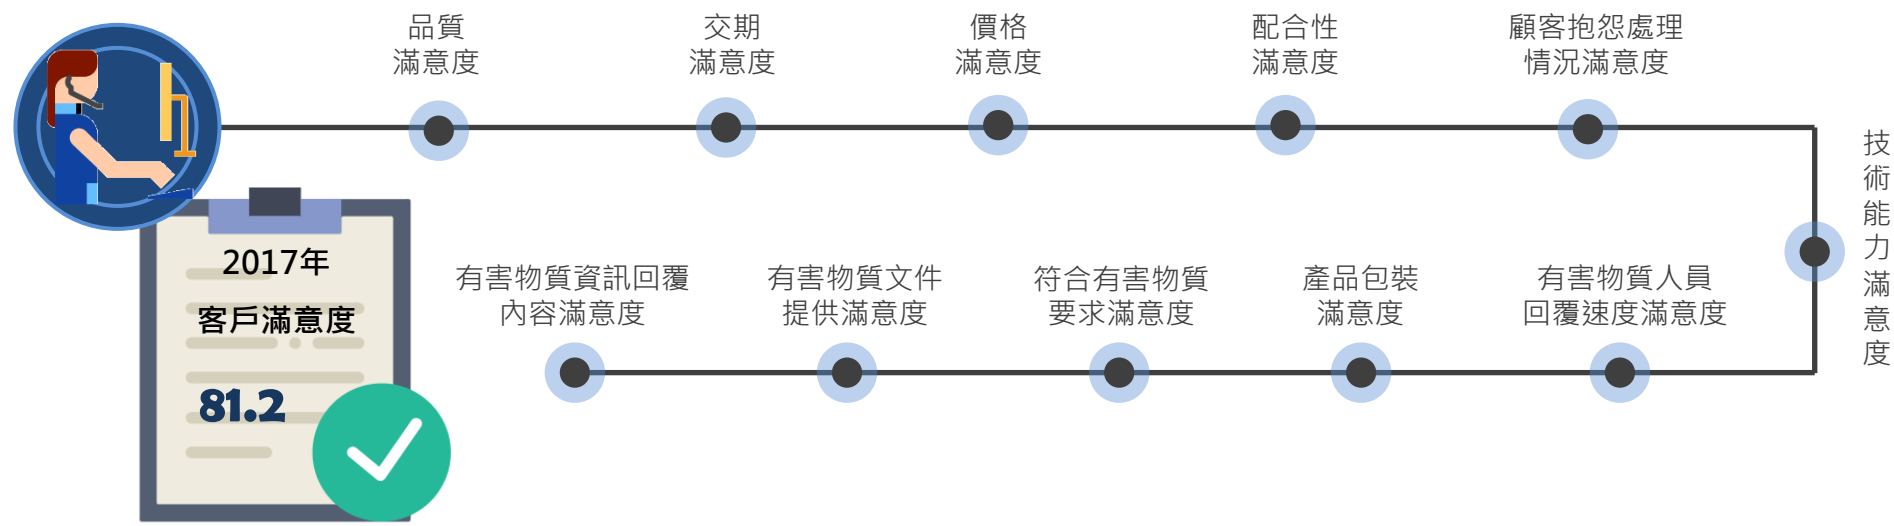 品質
滿意度
交期
滿意度
價格
滿意度
配合性
滿意度
顧客抱怨處理
情況滿意度
技術能力滿意度
有害物質人員
回覆速度滿意度
產品包裝
滿意度
符合有害物質
要求滿意度
有害物質文件
提供滿意度
有害物質資訊回覆
內容滿意度
2017年
客戶滿意度
81.2